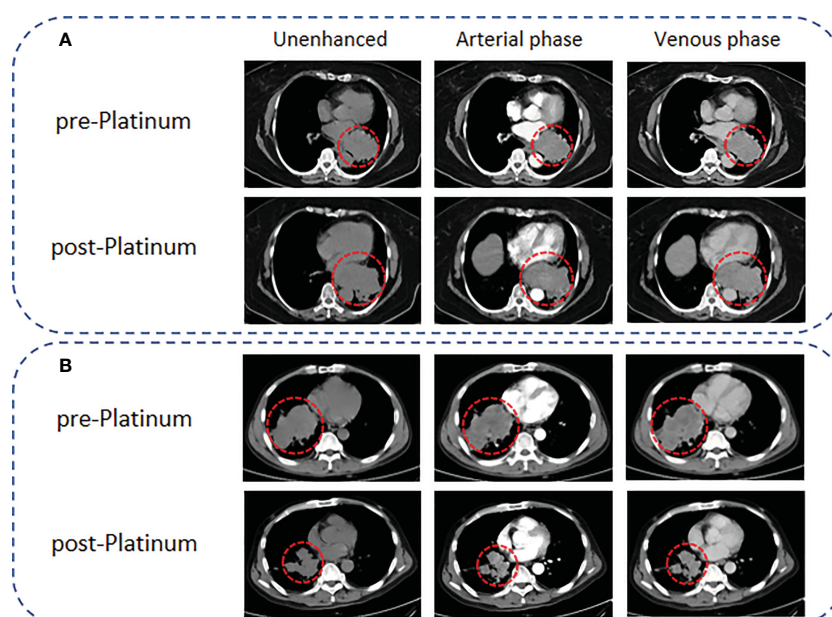 A
Unenhanced Arterial phase Venous phase
pre-Platinum
post-Platinum
B
pre-Platinum
post-Platinum